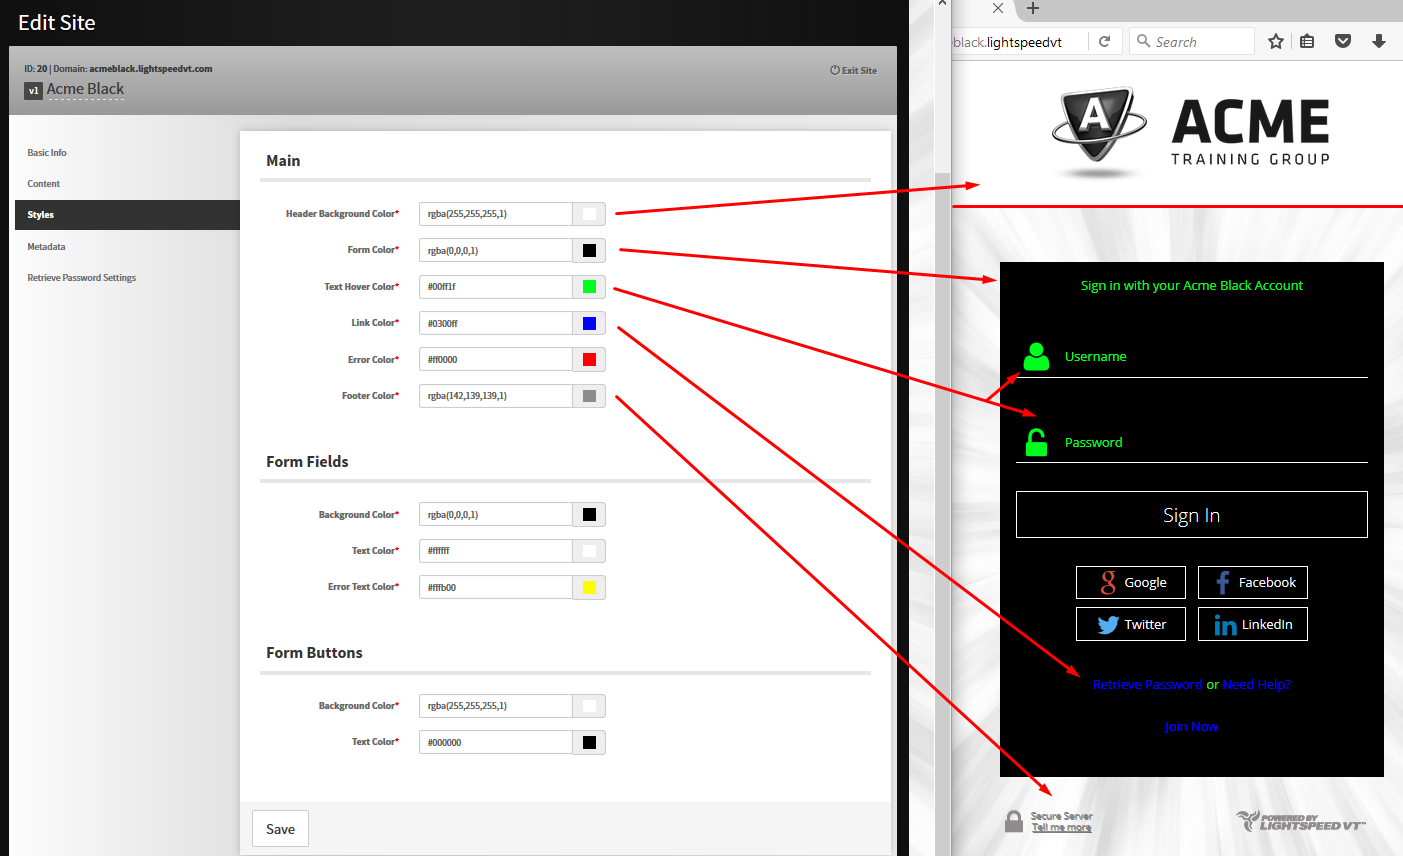 Edit Site
ID: 20 | Domain: acmeblack.lightspeedvt.com
v1 Acme Black
Exit Site
Basic Info
Content
Styles
Metadata
Retrieve Password Settings
Main
Header Background Color* rgba(255,255,255,1)
Form Color* rgba(0,0,0,1)
Text Hover Color* #00ff1f
Link Color* #0300ff
Error Color* #ff0000
Footer Color* rgba(142,139,139,1)
Form Fields
Background Color* rgba(0,0,0,1)
Text Color* #ffffff
Error Text Color* #fffb00
Form Buttons
Background Color* rgba(255,255,255,1)
Text Color* #000000
Save
black.lightspeedvt
Search
A
ACME
TRAINING GROUP
Sign in with your Acme Black Account
Username
Password
Sign In
Google
Facebook
Twitter
LinkedIn
Retrieve Password or Need Help?
Join Now
Secure Server
Tell me more
POWERED BY
LIGHTSPEED VT™